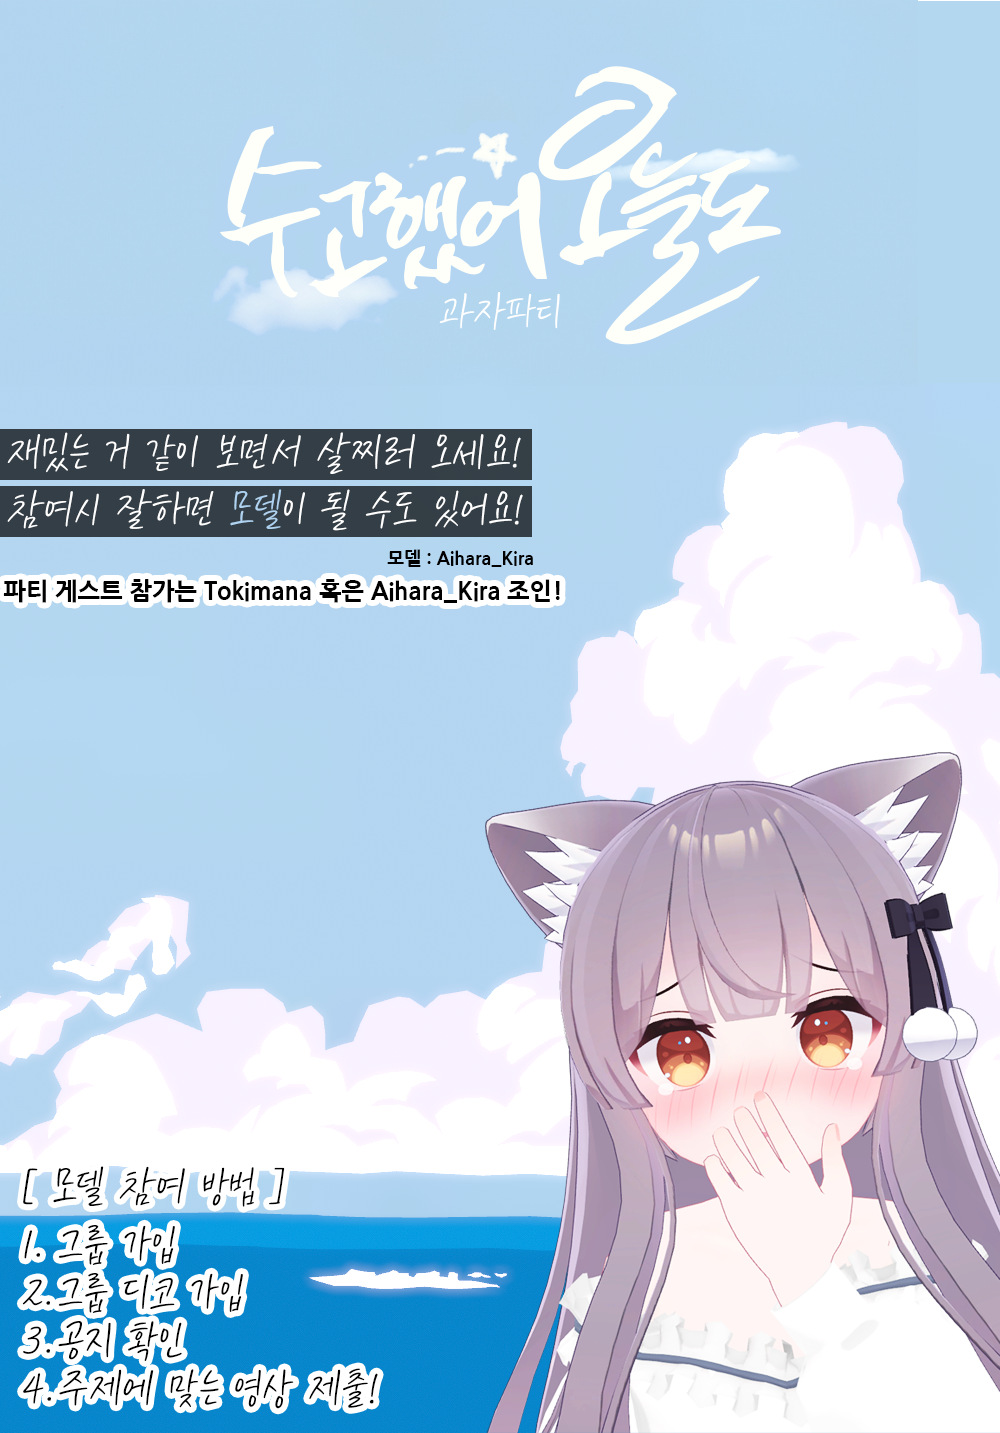 수고했어 오늘도
과자파티
재밌는 거 같이 보면서 살찌러 오세요!
참여시 잘하면 모델이 될 수도 있어요!
모델 : Aihara_Kira
파티 게스트 참가는 Tokimana 혹은 Aihara_Kira 조인!
[ 모델 참여 방법 ]
1. 그룹 가입
2.그룹 디코 가입
3.공지 확인
4.주제에 맞는 영상 제출!